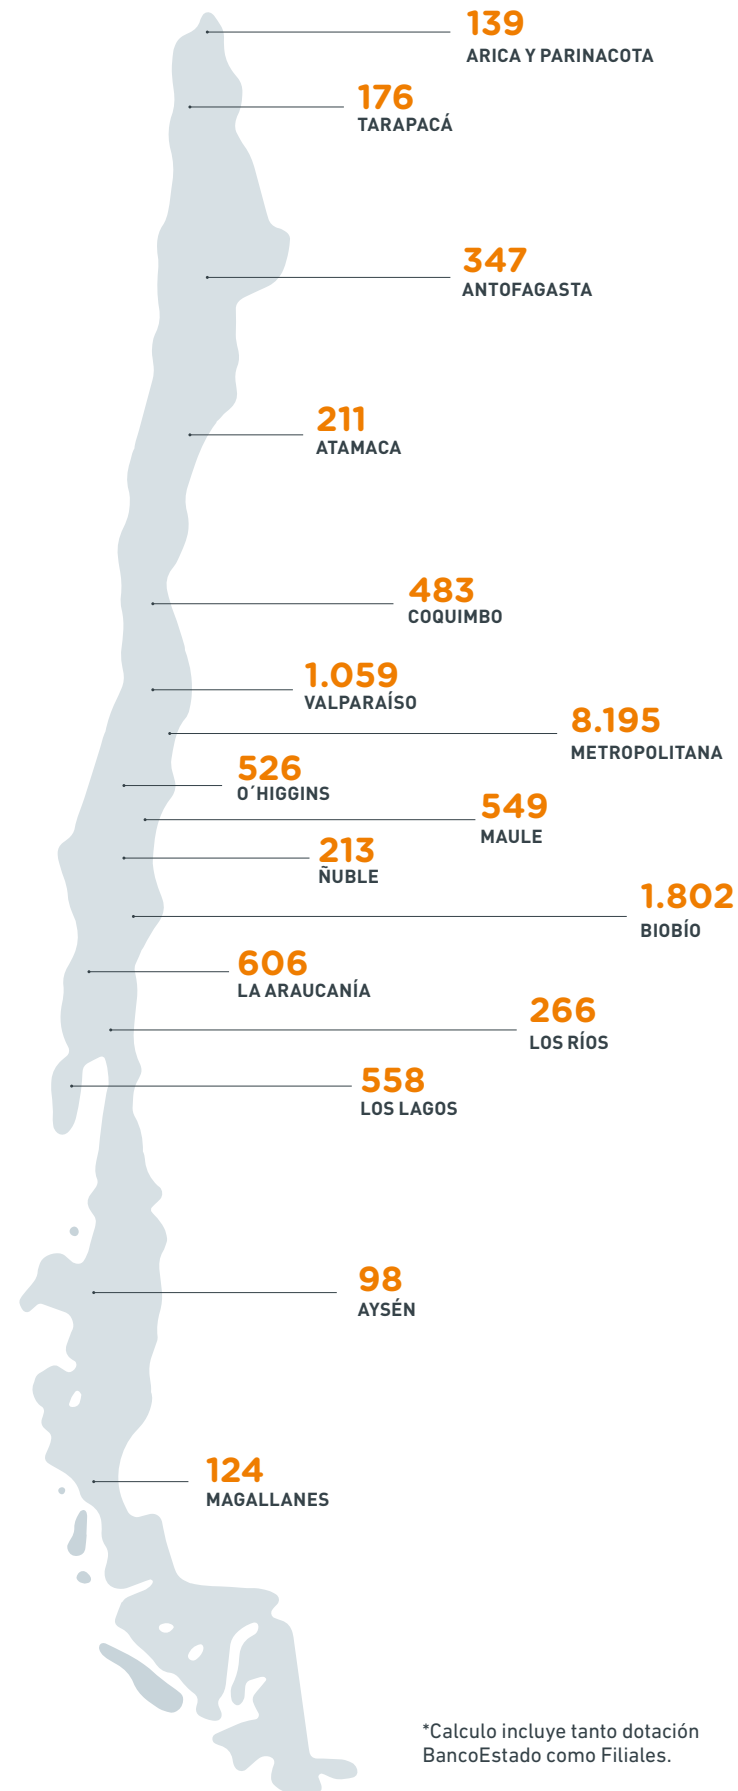 139
ARICA Y PARINACOTA
176
TARAPACÁ
347
ANTOFAGASTA
211
ATAMACA
483
COQUIMBO
1.059
VALPARAÍSO
8.195
METROPOLITANA
526
O´HIGGINS
549
MAULE
213
ÑUBLE
1.802
BIOBÍO
606
LA ARAUCANÍA
266
LOS RÍOS
558
LOS LAGOS
98
AYSÉN
124
MAGALLANES
*Calculo incluye tanto dotación
BancoEstado como Filiales.